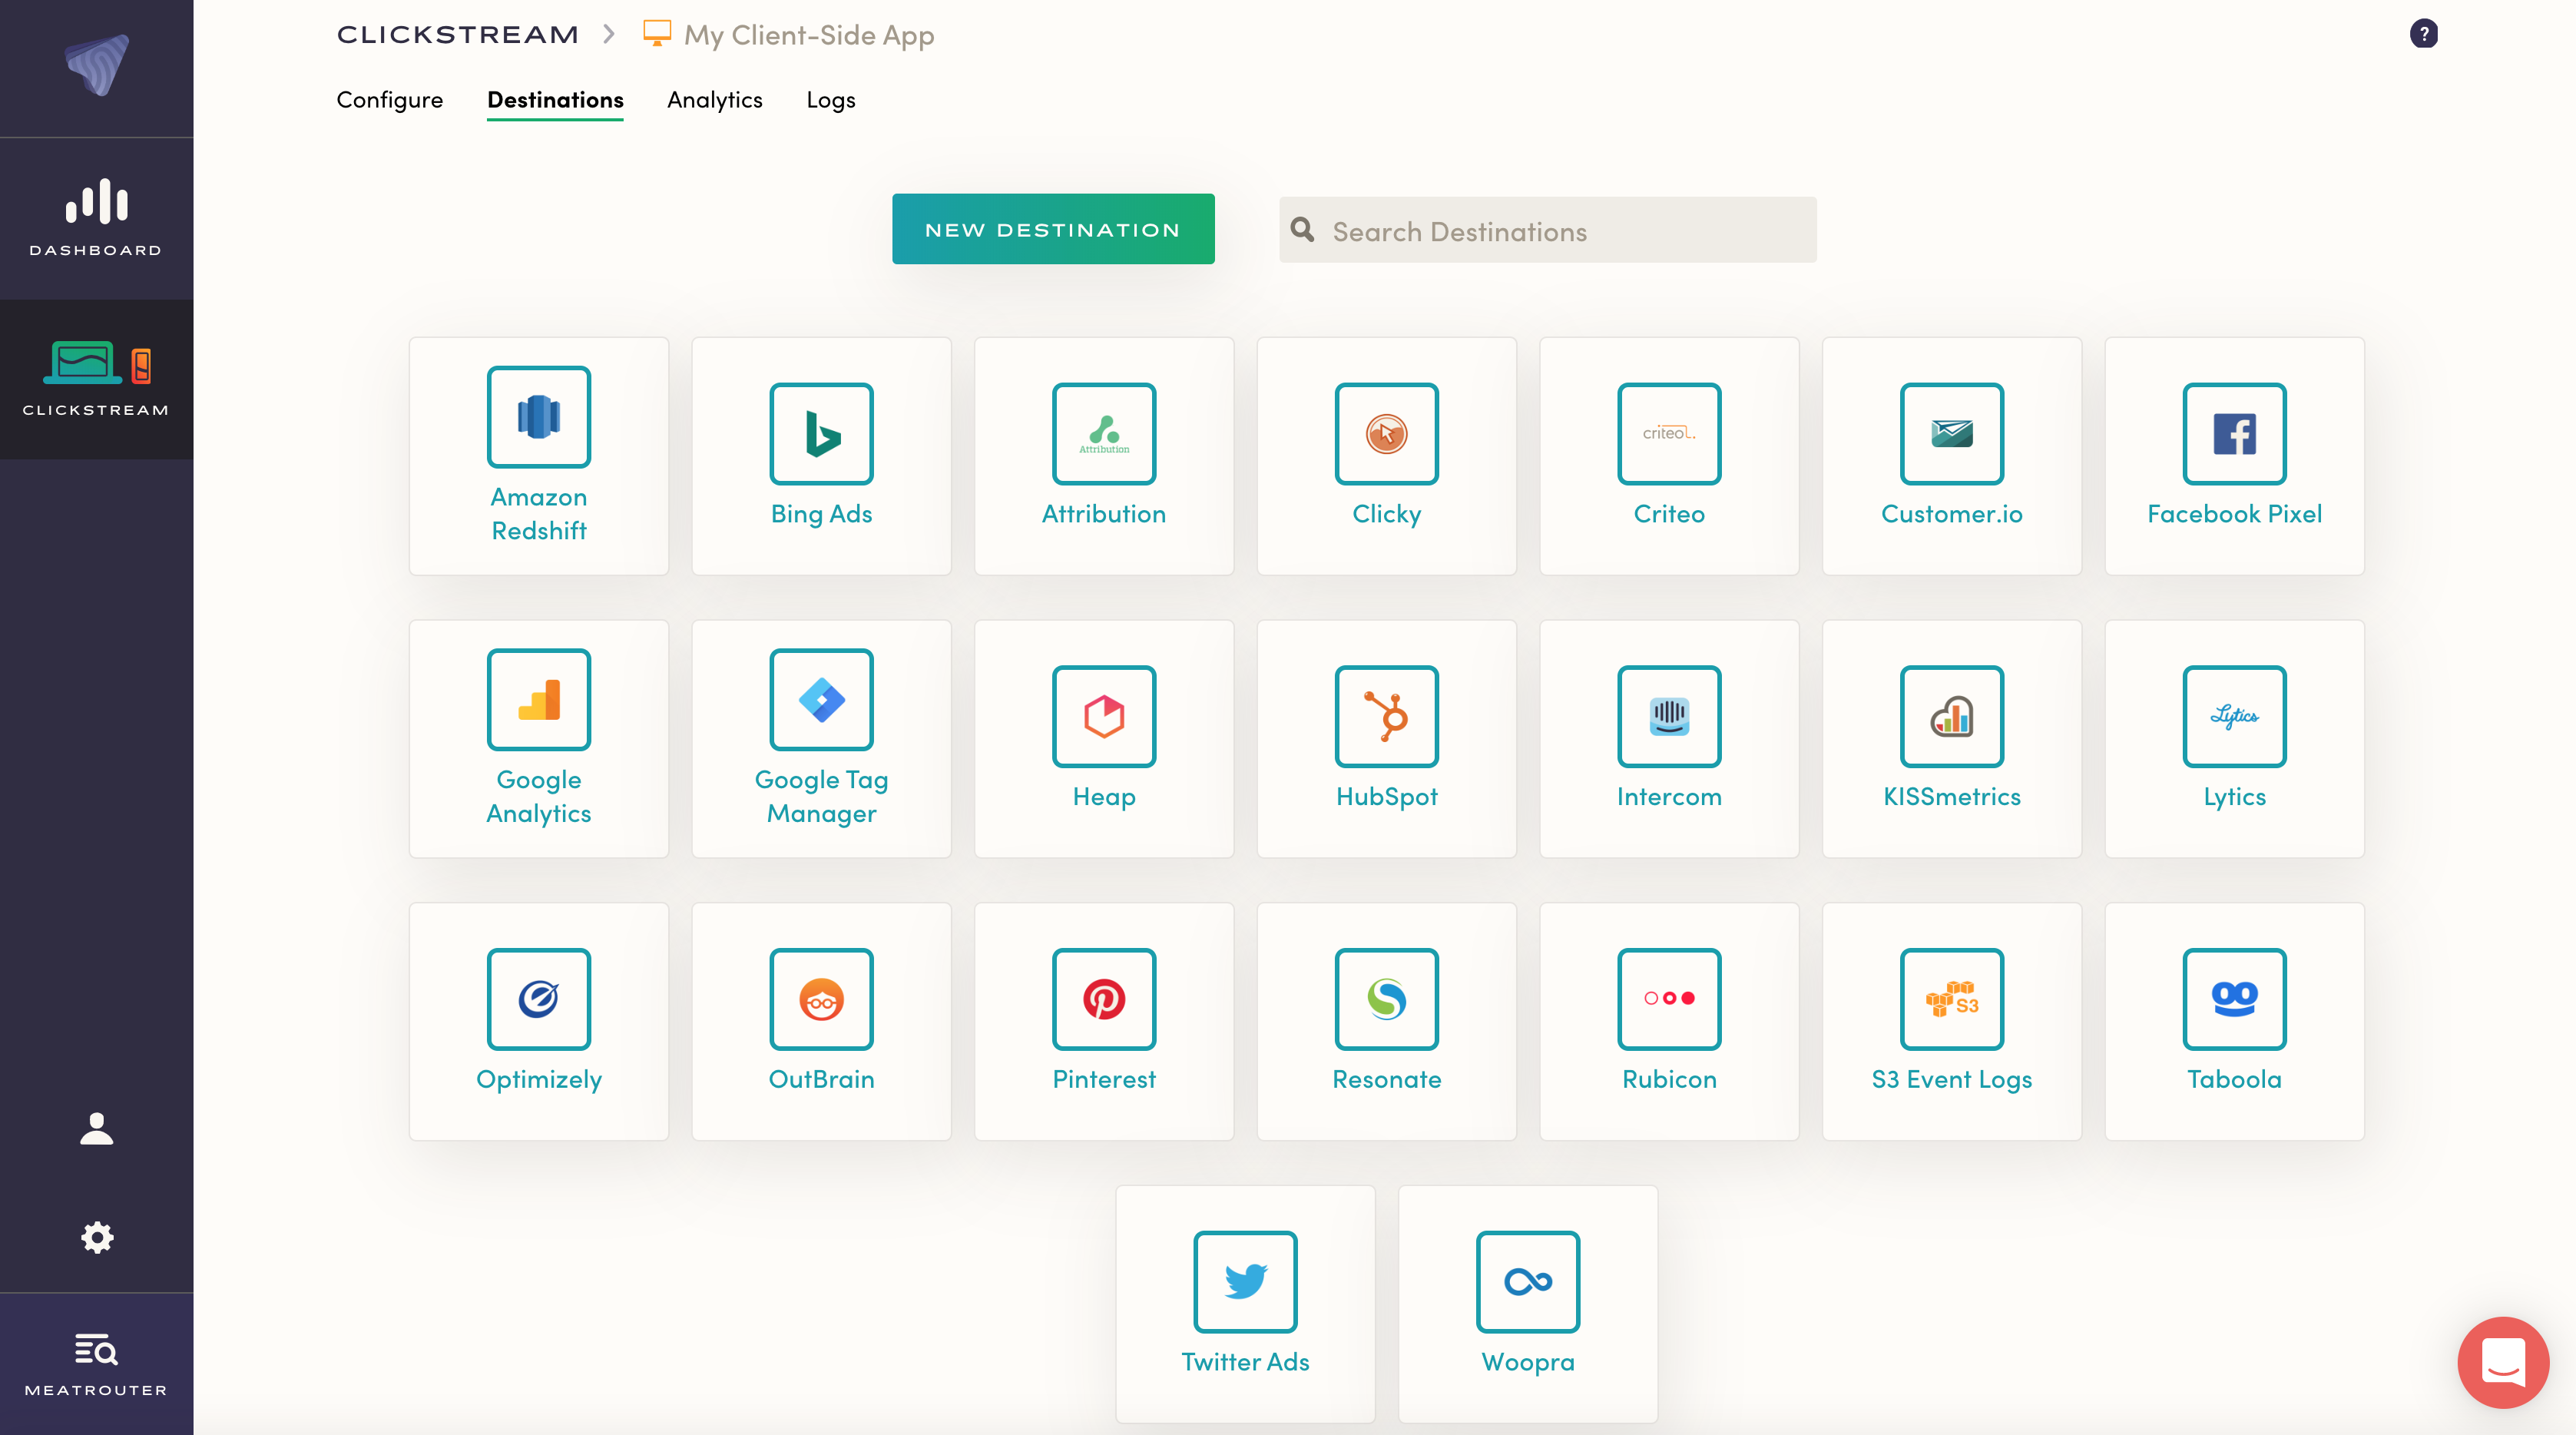 CLICKSTREAM My Client-Side App
?
Configure Destinations Analytics Logs
DASHBOARD
CLICKSTREAM
NEW DESTINATION Search Destinations
Attribution
criteo
Amazon
Redshift
Bing Ads
Attribution
Clicky
Criteo
Customer.io
Facebook Pixel
Lytics
Google
Analytics
Google Tag
Manager
Heap
HubSpot
Intercom
KISSmetrics
Lytics
S3
Optimizely
OutBrain
Pinterest
Resonate
Rubicon
S3 Event Logs
Taboola
Twitter Ads
Woopra
MEATROUTER